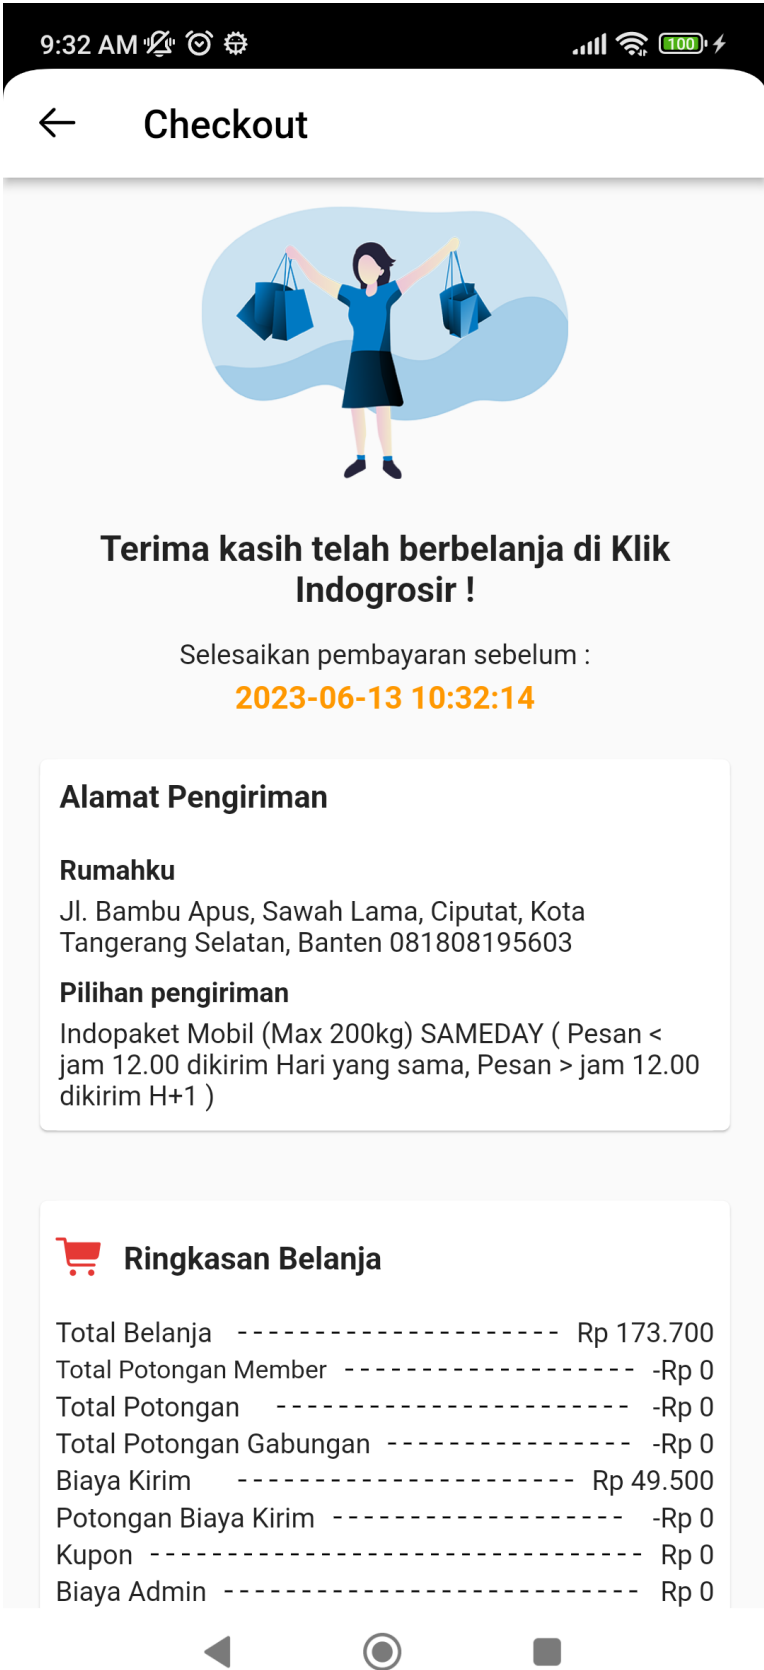 9:32 AM
100
Checkout
Terima kasih telah berbelanja di Klik
Indogrosir !
Selesaikan pembayaran sebelum :
2023-06-13 10:32:14
Alamat Pengiriman
Rumahku
Jl. Bambu Apus, Sawah Lama, Ciputat, Kota
Tangerang Selatan, Banten 081808195603
Pilihan pengiriman
Indopaket Mobil (Max 200kg) SAMEDAY ( Pesan <
jam 12.00 dikirim Hari yang sama, Pesan > jam 12.00
dikirim H+1 )
Ringkasan Belanja
Total Belanja --------------------- Rp 173.700
Total Potongan Member ------------------- -Rp 0
Total Potongan ----------------------- -Rp 0
Total Potongan Gabungan ---------------- -Rp 0
Biaya Kirim ---------------------- Rp 49.500
Potongan Biaya Kirim ------------------- -Rp 0
Kupon -------------------------------- Rp 0
Biaya Admin --------------------------- Rp 0